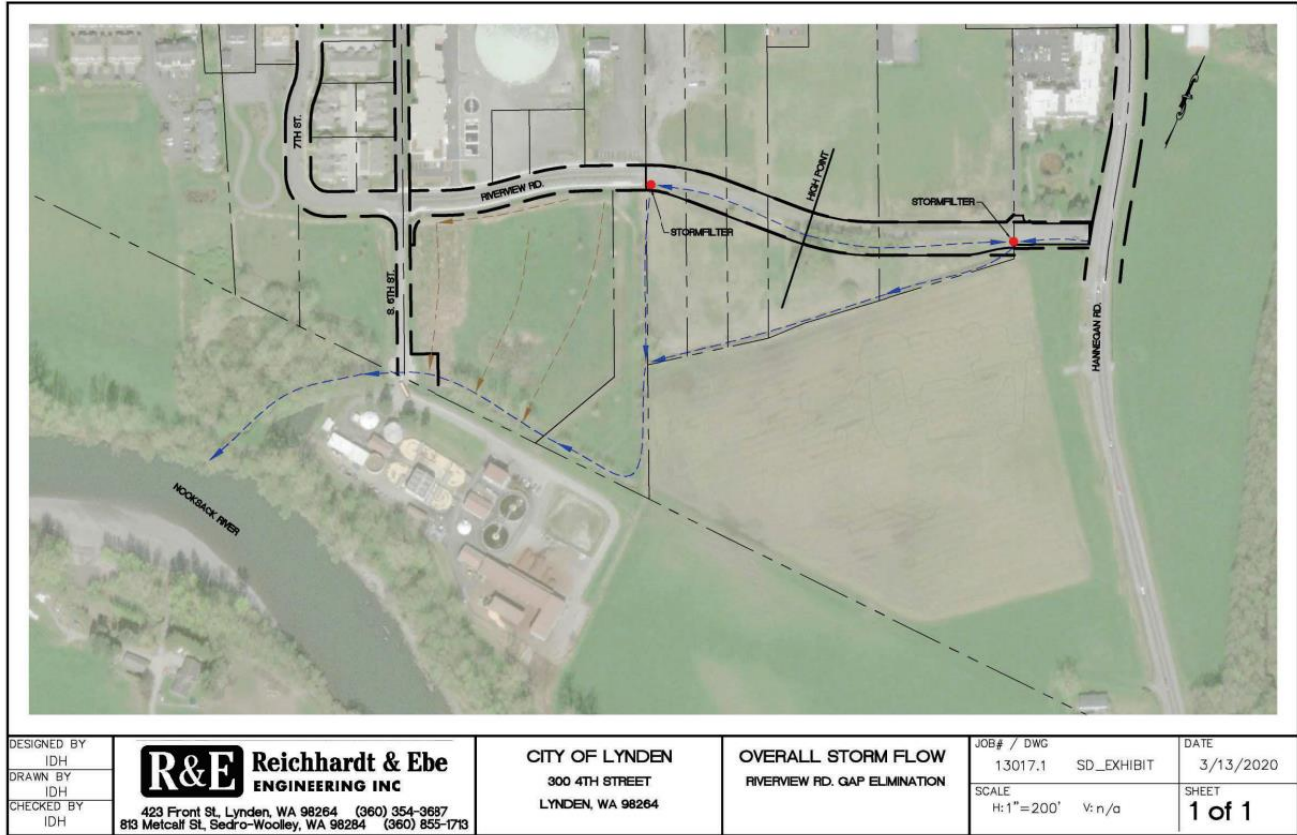 7TH ST.
S. 6TH ST.
RIVERVIEW RD.
STORMFILTER
HIGH POINT
STORMFILTER
HANNEGAN RD.
NOOKSACK RIVER
DESIGNED BY
IDH
DRAWN BY
IDH
CHECKED BY
IDH
R&E Reichhardt & Ebe
ENGINEERING INC
423 Front St., Lynden, WA 98264 (360) 354-3687
813 Metcalf St., Sedro-Woolley, WA 98284 (360) 855-1713
CITY OF LYNDEN
300 4TH STREET
LYNDEN, WA 98264
OVERALL STORM FLOW
RIVERVIEW RD. GAP ELIMINATION
JOB# / DWG
13017.1 SD_EXHIBIT
SCALE
H:1"=200' V: n/a
DATE
3/13/2020
SHEET
1 of 1